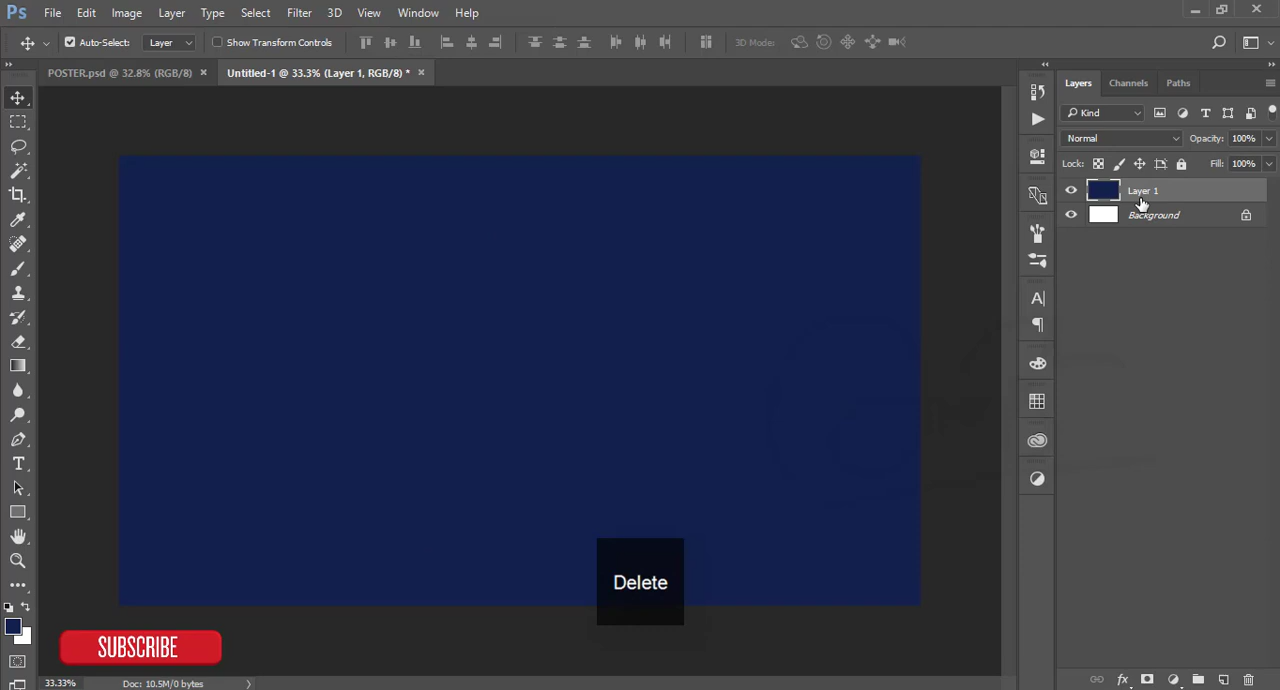 Ps File Edit Image Layer Type Select Filter 3D View Window Help
Auto-Select: Layer Show Transform Controls 3D Mode:
POSTER.psd @ 32.8% (RGB/8) × Untitled-1 @ 33.3% (Layer 1, RGB/8) * ×
Layers Channels Paths
Kind
Normal Opacity: 100%
Lock: Fill: 100%
Layer 1
Background
Delete
SUBSCRIBE
33.33% Doc: 10.5M/0 bytes